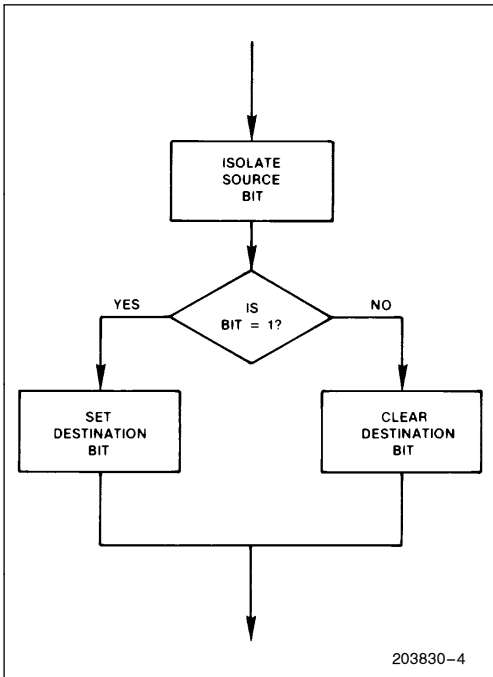 ISOLATE
SOURCE
BIT
IS
BIT = 1?
YES
NO
SET
DESTINATION
BIT
CLEAR
DESTINATION
BIT
203830-4